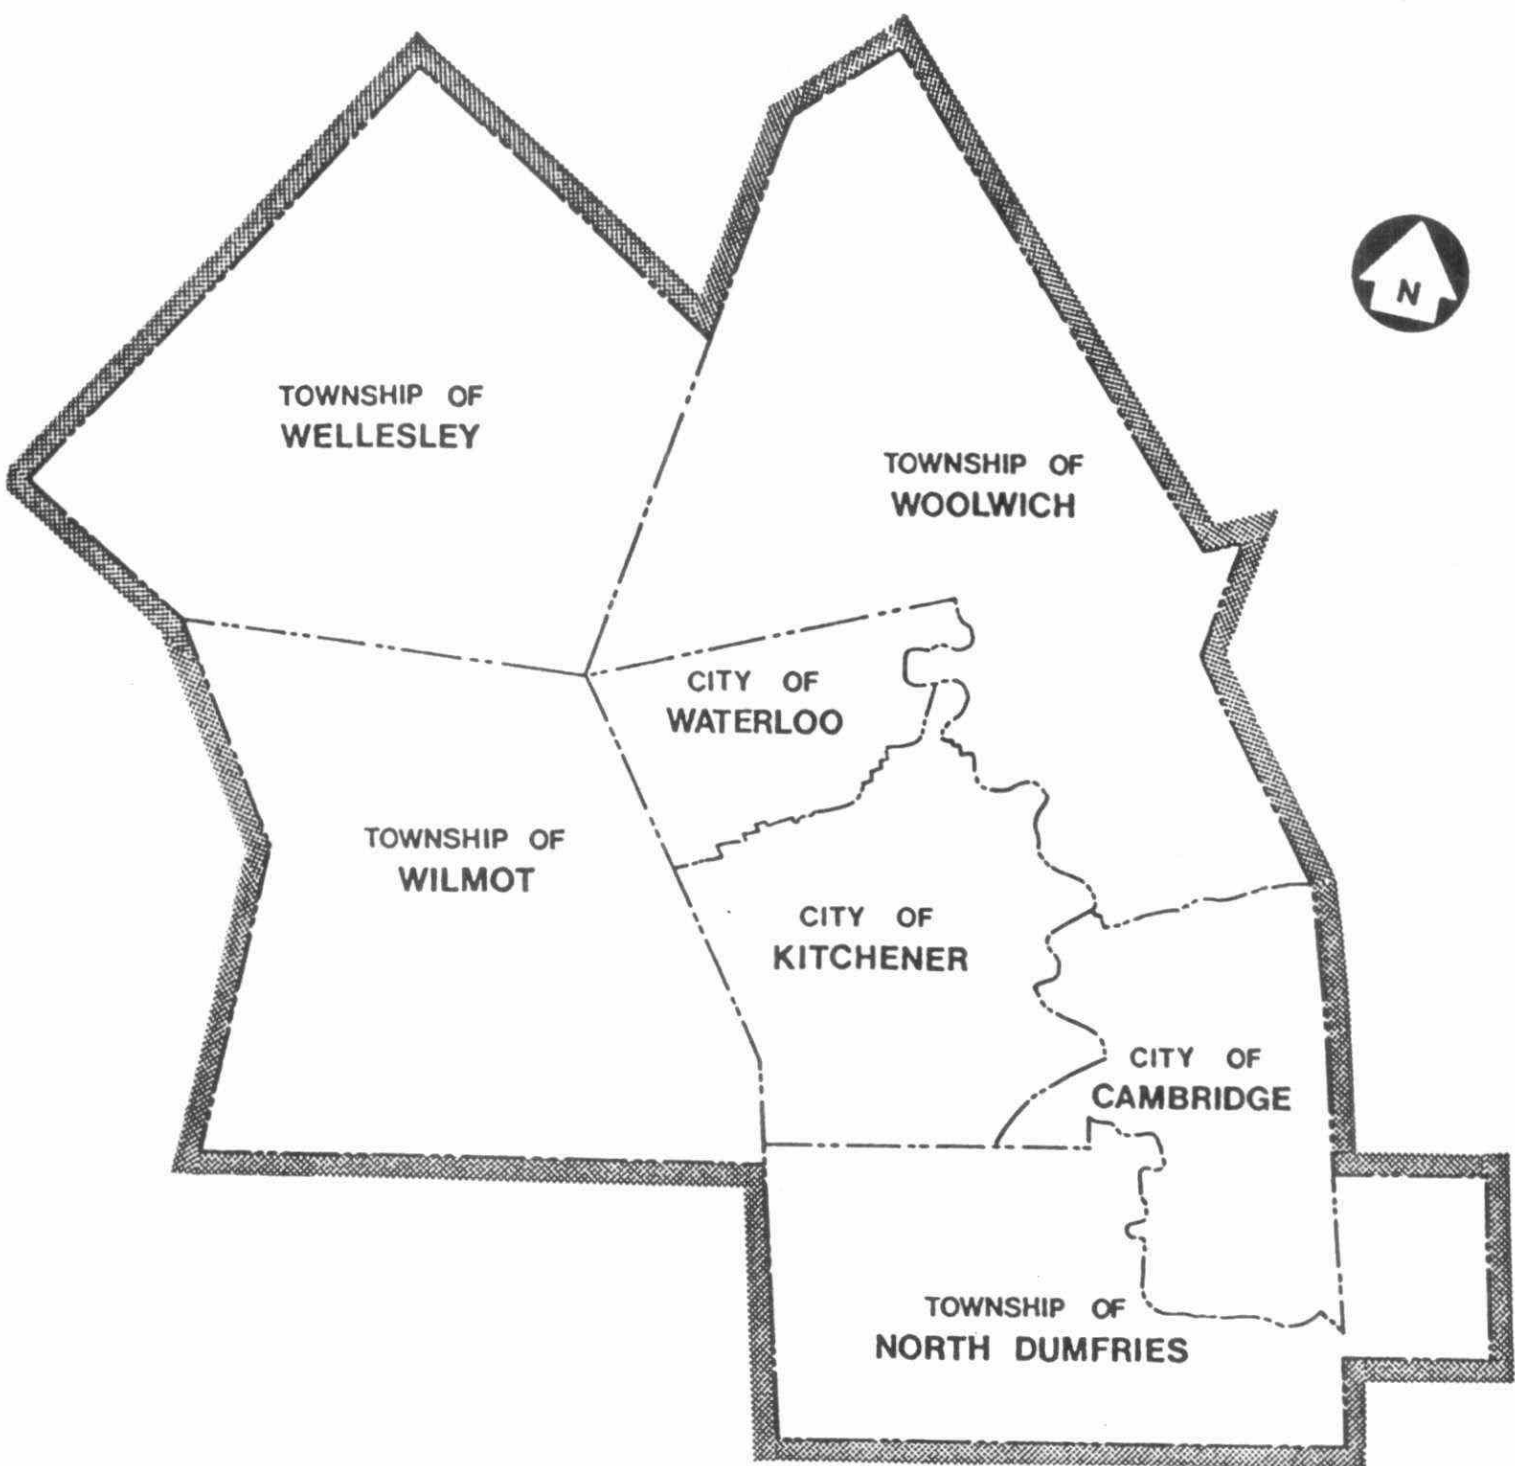 N
TOWNSHIP OF
WELLESLEY
TOWNSHIP OF
WOOLWICH
CITY OF
WATERLOO
TOWNSHIP OF
WILMOT
CITY OF
KITCHENER
CITY OF
CAMBRIDGE
TOWNSHIP OF
NORTH DUMFRIES